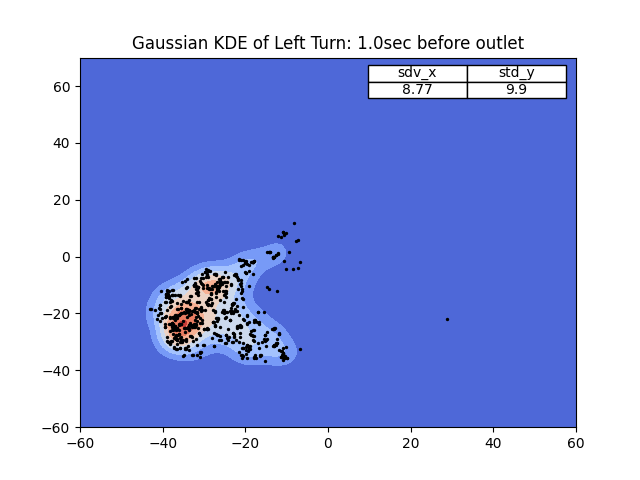 Gaussian KDE of Left Turn: 1.0sec before outlet
sdv_x std_y
8.77 9.9
60
40
20
0
−20
−40
−60
−60 −40 −20 0 20 40 60